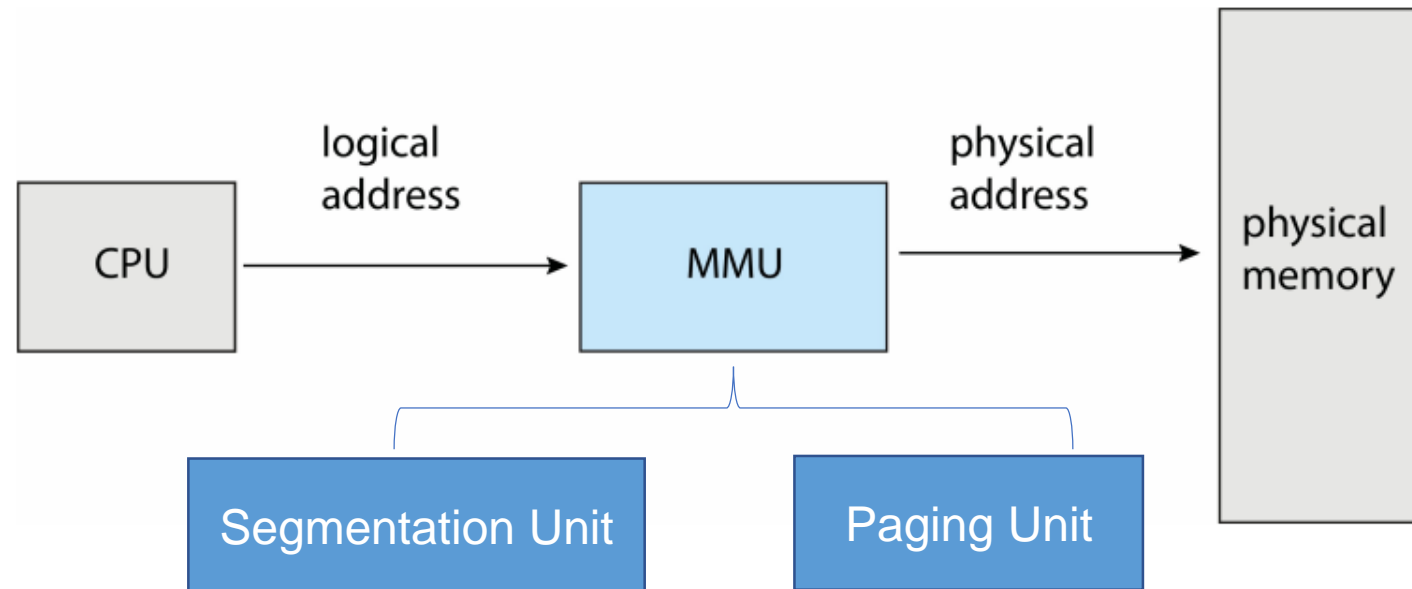 logical
address
physical
address
CPU
MMU
physical
memory
Segmentation Unit
Paging Unit